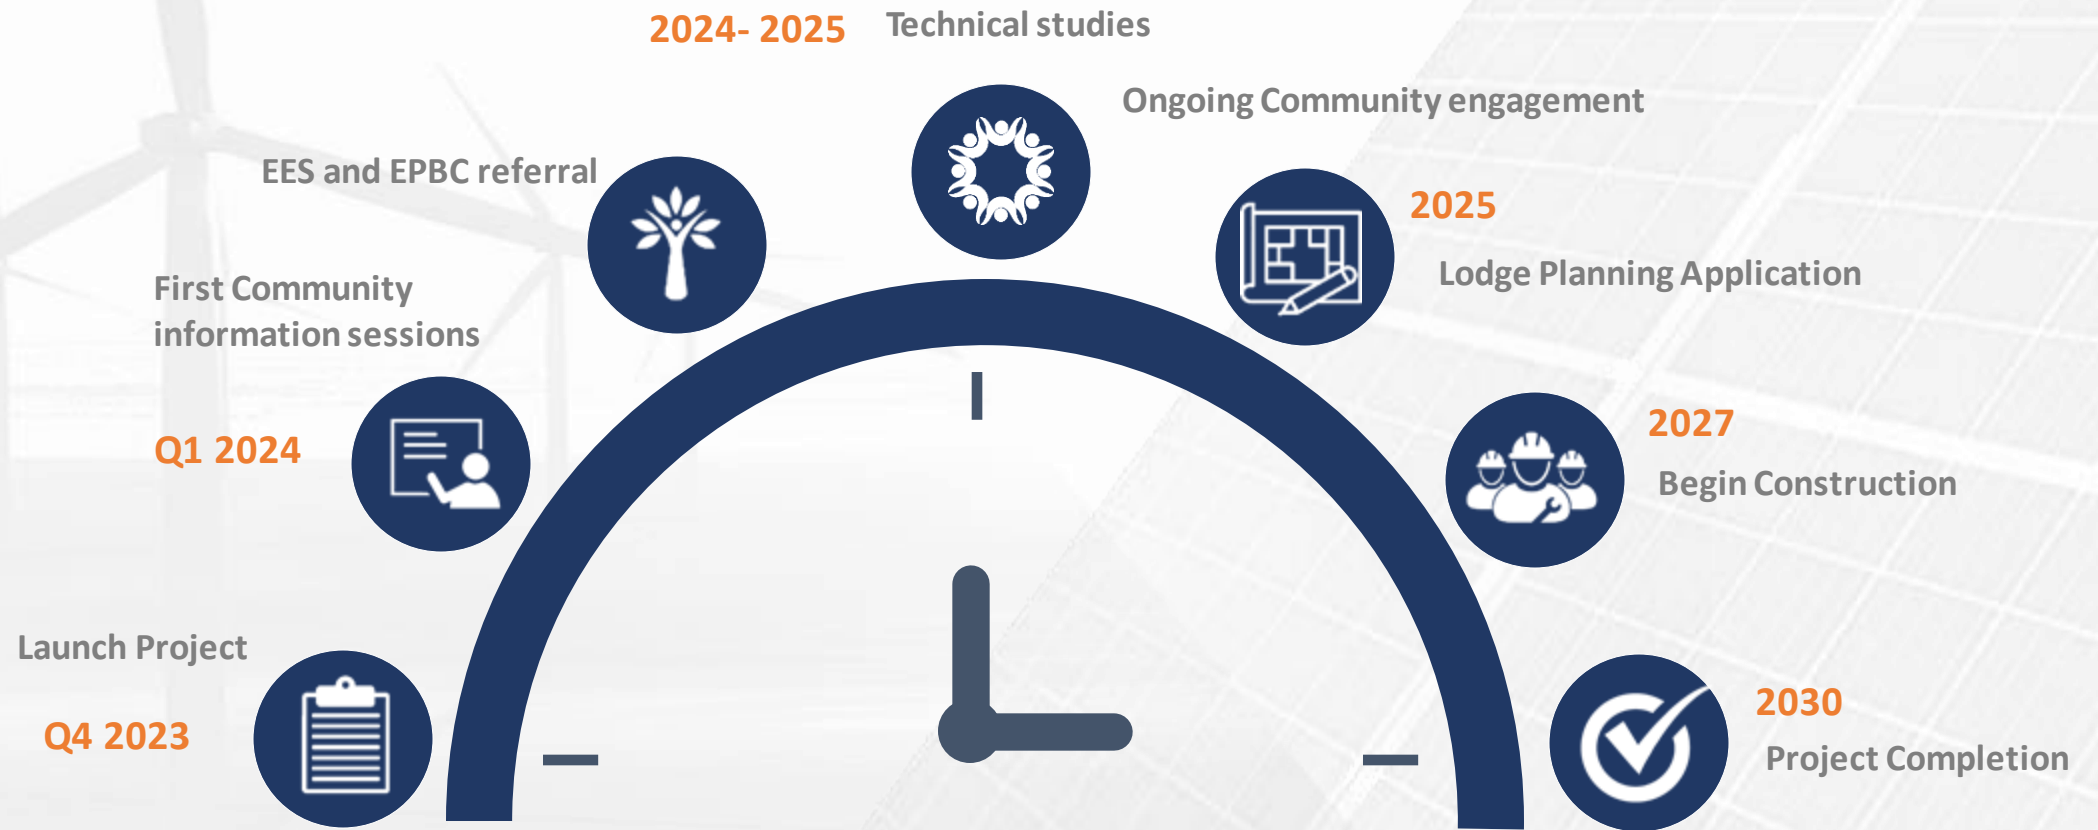 Launch Project
Q4 2023
First Community
information sessions
Q1 2024
EES and EPBC referral
2024- 2025
Technical studies
Ongoing Community engagement
2025
Lodge Planning Application
2027
Begin Construction
2030
Project Completion